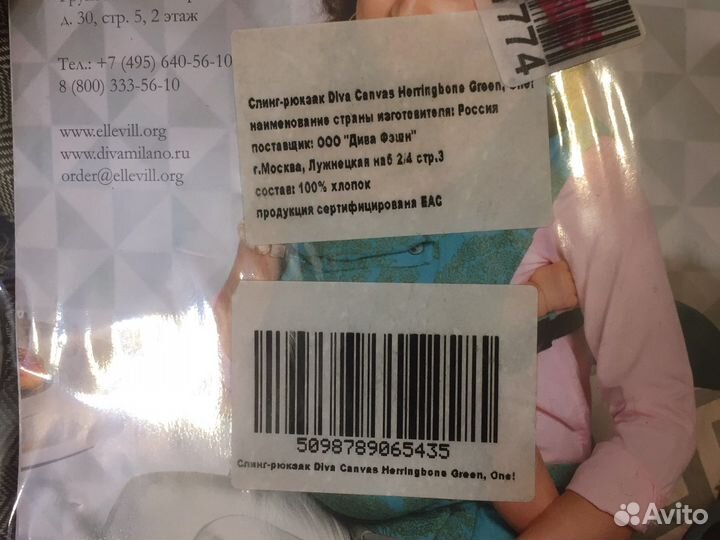 д. 30, стр. 5, 2 этаж
Тел.: +7 (495) 640-56-10
8 (800) 333-56-10
www.ellevill.org
www.divamilano.ru
order@ellevill.org
774
Слинг-рюкзак Diva Canvas Herringbone Green, One!
наименование страны изготовителя: Россия
поставщик: ООО "Дива Фэшн"
г.Москва, Лужнецкая наб 2/4 стр.3
состав: 100% хлопок
продукция сертифицирована ЕАС
5098789065435
Слинг-рюкзак Diva Canvas Herringbone Green, One!
Avito